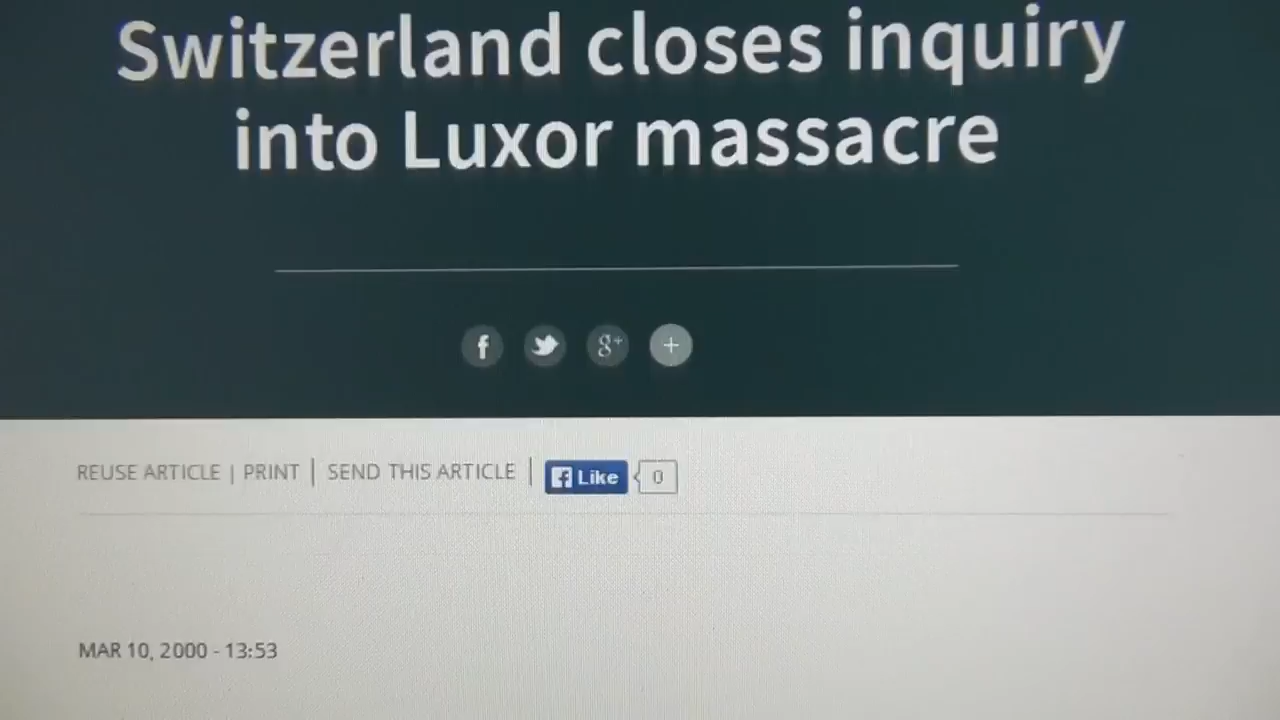 Switzerland closes inquiry
into Luxor massacre
f g+ +
REUSE ARTICLE | PRINT | SEND THIS ARTICLE | f Like 0
MAR 10, 2000 - 13:53